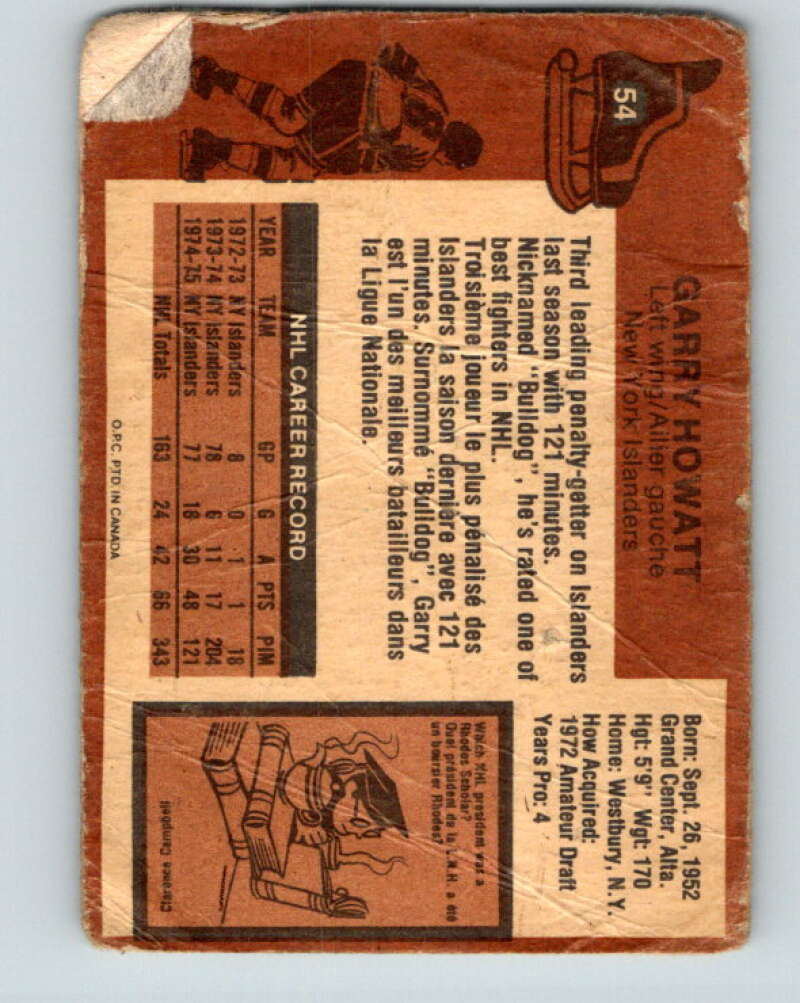 54
GARRY HOWATT
Left wing/Ailier gauche
New York Islanders
Born: Sept. 26, 1952
Grand Center, Alta.
Hgt: 5'9" Wgt: 170
Home: Westbury, N.Y.
How Acquired:
1972 Amateur Draft
Years Pro: 4
Third leading penalty-getter on Islanders
last season with 121 minutes.
Nicknamed "Bulldog", he's rated one of
best fighters in NHL.
Troisième joueur le plus pénalisé des
Islanders la saison dernière avec 121
minutes. Surnommé "Bulldog", Garry
est l'un des meilleurs batailleurs dans
la Ligue Nationale.
NHL CAREER RECORD
YEAR TEAM GP G A PTS PIM
1972-73 NY Islanders 8 0 1 1 18
1973-74 NY Islanders 78 6 11 17 204
1974-75 NY Islanders 77 18 30 48 121
NHL Totals 163 24 42 66 343
O.P.C. PTD. IN CANADA
Which NHL president was a
Rhodes Scholar?
Quel président de la L.N.H. a été
un boursier Rhodes?
Clarence Campbell